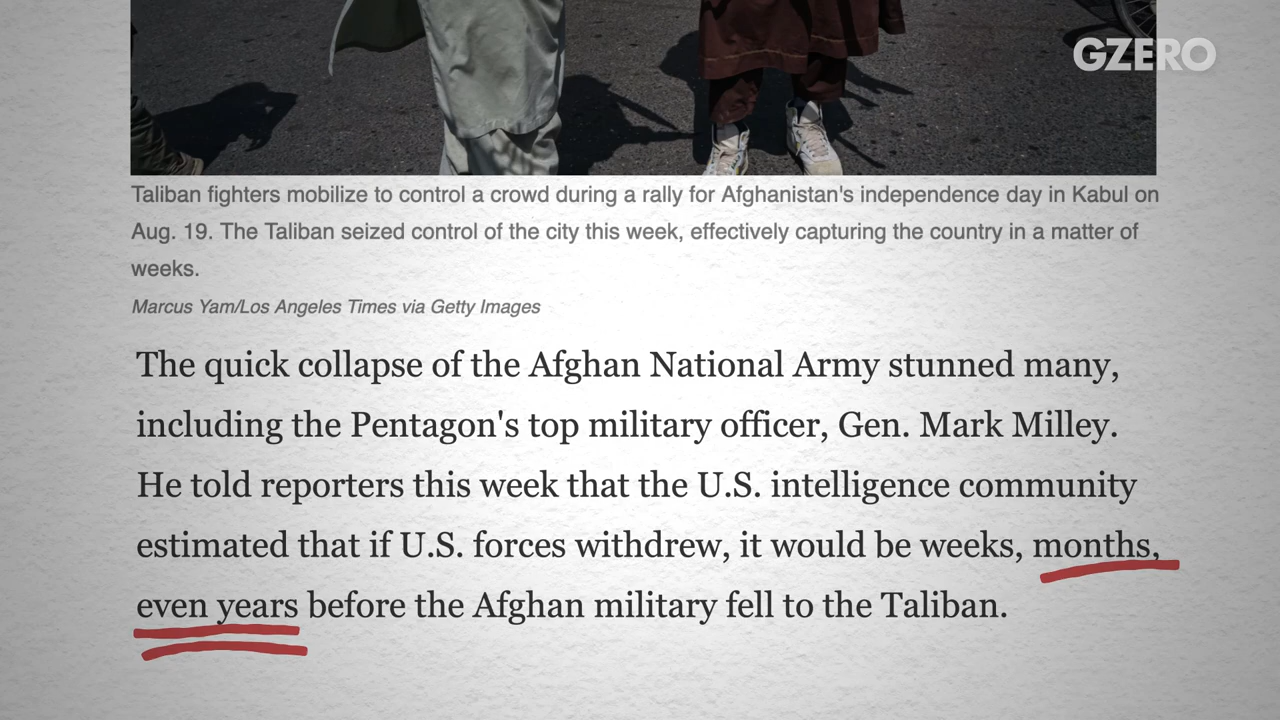 GZERO
Taliban fighters mobilize to control a crowd during a rally for Afghanistan's independence day in Kabul on
Aug. 19. The Taliban seized control of the city this week, effectively capturing the country in a matter of
weeks.
Marcus Yam/Los Angeles Times via Getty Images
The quick collapse of the Afghan National Army stunned many,
including the Pentagon's top military officer, Gen. Mark Milley.
He told reporters this week that the U.S. intelligence community
estimated that if U.S. forces withdrew, it would be weeks, months,
even years before the Afghan military fell to the Taliban.